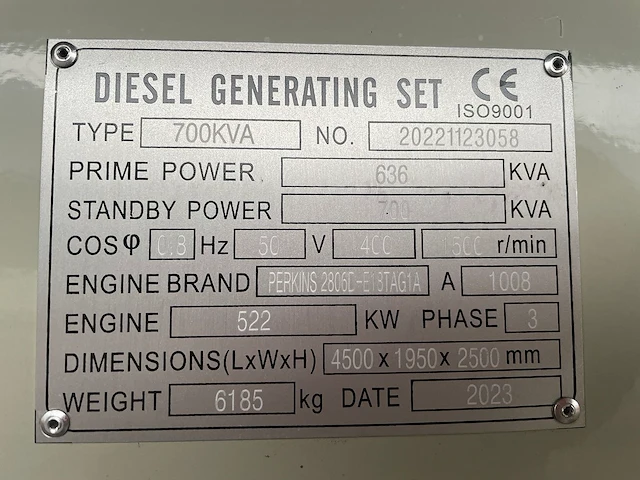 DIESEL GENERATING SET CE
ISO9001
TYPE 700KVA NO. 20221123058
PRIME POWER 636 KVA
STANDBY POWER 700 KVA
COSφ 0.8 Hz 50 V 400 1500 r/min
ENGINE BRAND PERKINS 2806D-E18TAG1A A 1008
ENGINE 522 KW PHASE 3
DIMENSIONS(LxWxH) 4500 x 1950 x 2500 mm
WEIGHT 6185 kg DATE 2023